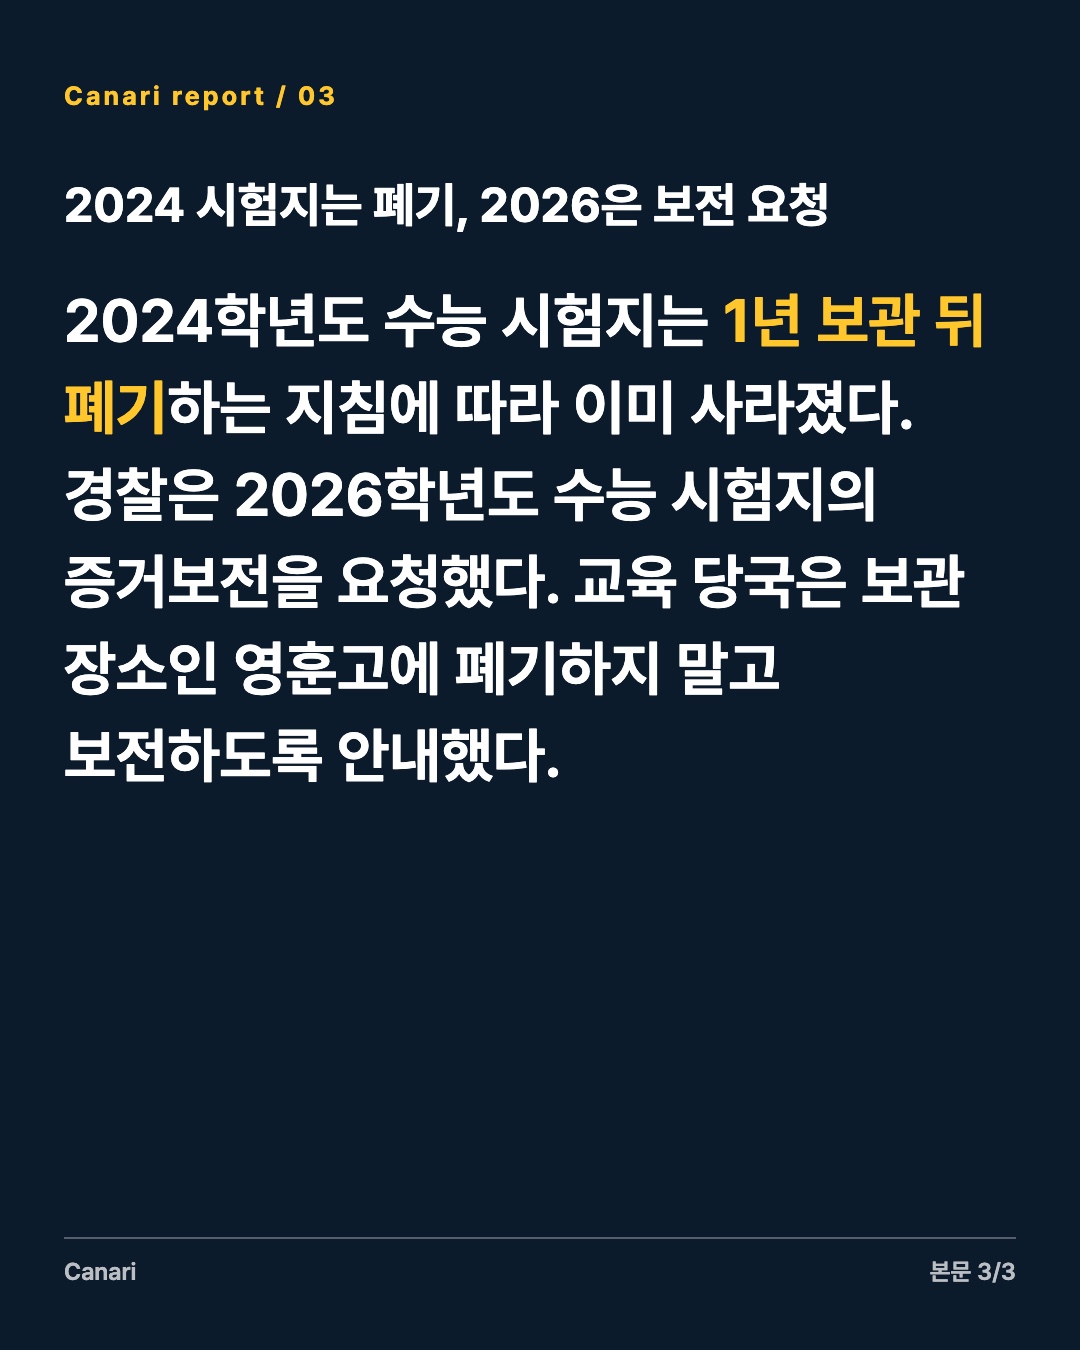 Canari report / 03
2024 시험지는 폐기, 2026은 보전 요청
2024학년도 수능 시험지는 1년 보관 뒤
폐기하는 지침에 따라 이미 사라졌다.
경찰은 2026학년도 수능 시험지의
증거보전을 요청했다. 교육 당국은 보관
장소인 영훈고에 폐기하지 말고
보전하도록 안내했다.
Canari
본문 3/3